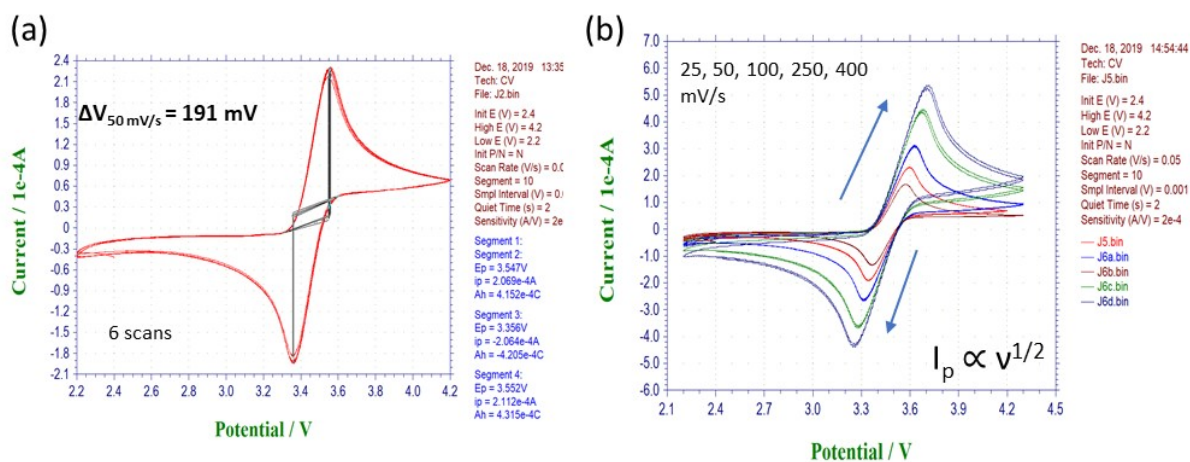 (a)
ΔV50 mV/s = 191 mV
6 scans
Current / 1e-4A
2.4
2.1
1.8
1.5
1.2
0.9
0.6
0.3
0
-0.3
-0.6
-0.9
-1.2
-1.5
-1.8
-2.1
2.2 2.4 2.6 2.8 3.0 3.2 3.4 3.6 3.8 4.0 4.2
Potential / V
Dec. 18, 2019 13:35
Tech: CV
File: J2.bin
Init E (V) = 2.4
High E (V) = 4.2
Low E (V) = 2.2
Init P/N = N
Scan Rate (V/s) = 0.0
Segment = 10
Smpl Interval (V) = 0.
Quiet Time (s) = 2
Sensitivity (A/V) = 2e
Segment 1:
Segment 2:
Ep = 3.547V
ip = 2.069e-4A
Ah = 4.152e-4C
Segment 3:
Ep = 3.356V
ip = -2.064e-4A
Ah = -4.205e-4C
Segment 4:
Ep = 3.552V
ip = 2.112e-4A
Ah = 4.315e-4C
(b)
25, 50, 100, 250, 400
mV/s
Ip ∝ ν1/2
Current / 1e-4A
7.0
6.0
5.0
4.0
3.0
2.0
1.0
0
-1.0
-2.0
-3.0
-4.0
-5.0
-6.0
2.1 2.4 2.7 3.0 3.3 3.6 3.9 4.2 4.5
Potential / V
Dec. 18, 2019 14:54:44
Tech: CV
File: J5.bin
Init E (V) = 2.4
High E (V) = 4.2
Low E (V) = 2.2
Init P/N = N
Scan Rate (V/s) = 0.05
Segment = 10
Smpl Interval (V) = 0.001
Quiet Time (s) = 2
Sensitivity (A/V) = 2e-4
J5.bin
J6a.bin
J6b.bin
J6c.bin
J6d.bin